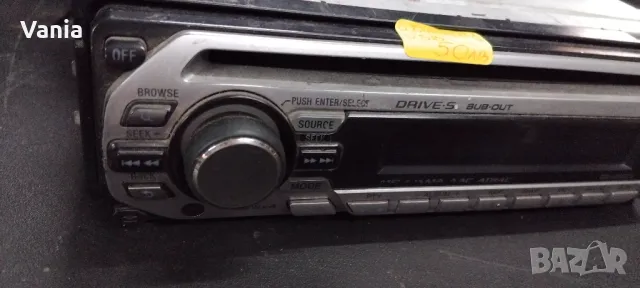 Vania
50лв
OFF
BROWSE
PUSH ENTER/SELECT
DRIVE-S SUB-OUT
SOURCE
SEEK -
SEEK
MODE
BAZAR